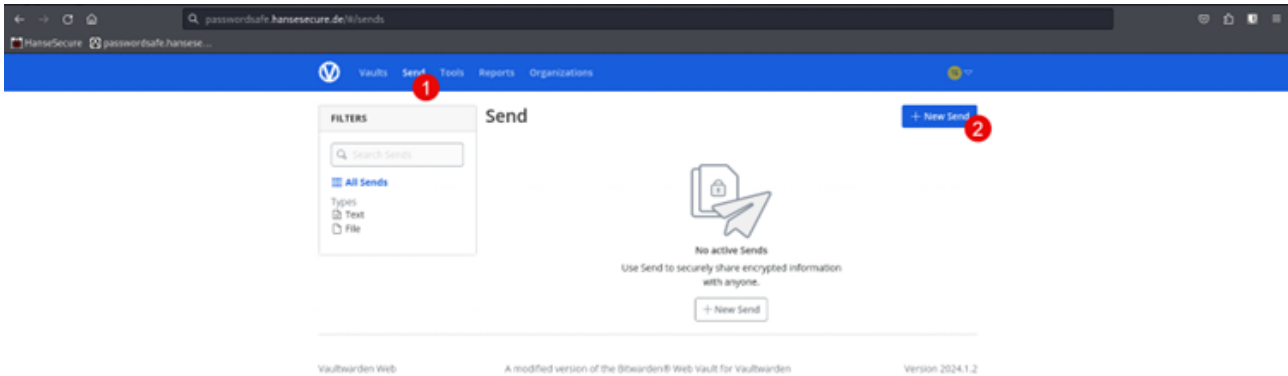 passwordsafe.hansesecure.de/#/sends
HanseSecure passwordsafe.hansese...
Vaults Send Tools Reports Organizations
1
FILTERS
Send
+ New Send
2
Search Sends
All Sends
Types
Text
File
No active Sends
Use Send to securely share encrypted information
with anyone.
+ New Send
Vaultwarden Web A modified version of the Bitwarden® Web Vault for Vaultwarden Version 2024.1.2